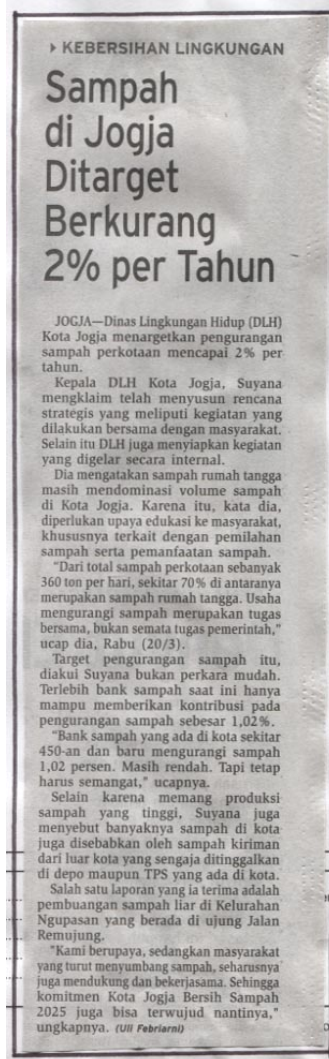 KEBERSIHAN LINGKUNGAN
Sampah
di Jogja
Ditarget
Berkurang
2% per Tahun
JOGJA—Dinas Lingkungan Hidup (DLH)
Kota Jogja menargetkan pengurangan
sampah perkotaan mencapai 2% per
tahun.
Kepala DLH Kota Jogja, Suyana
mengklaim telah menyusun rencana
strategis yang meliputi kegiatan yang
dilakukan bersama dengan masyarakat.
Selain itu DLH juga menyiapkan kegiatan
yang digelar secara internal.
Dia mengatakan sampah rumah tangga
masih mendominasi volume sampah
di Kota Jogja. Karena itu, kata dia,
diperlukan upaya edukasi ke masyarakat,
khususnya terkait dengan pemilahan
sampah serta pemanfaatan sampah.
"Dari total sampah perkotaan sebanyak
360 ton per hari, sekitar 70% di antaranya
merupakan sampah rumah tangga. Usaha
mengurangi sampah merupakan tugas
bersama, bukan semata tugas pemerintah,"
ucap dia, Rabu (20/3).
Target pengurangan sampah itu,
diakui Suyana bukan perkara mudah.
Terlebih bank sampah saat ini hanya
mampu memberikan kontribusi pada
pengurangan sampah sebesar 1,02%.
"Bank sampah yang ada di kota sekitar
450-an dan baru mengurangi sampah
1,02 persen. Masih rendah. Tapi tetap
harus semangat," ucapnya.
Selain karena memang produksi
sampah yang tinggi, Suyana juga
menyebut banyaknya sampah di kota
juga disebabkan oleh sampah kiriman
dari luar kota yang sengaja ditinggalkan
di depo maupun TPS yang ada di kota.
Salah satu laporan yang ia terima adalah
pembuangan sampah liar di Kelurahan
Ngupasan yang berada di ujung Jalan
Remujung.
"Kami berupaya, sedangkan masyarakat
yang turut menyumbang sampah, seharusnya
juga mendukung dan bekerjasama. Sehingga
komitmen Kota Jogja Bersih Sampah
2025 juga bisa terwujud nantinya,"
ungkapnya. (Uli Febriarni)